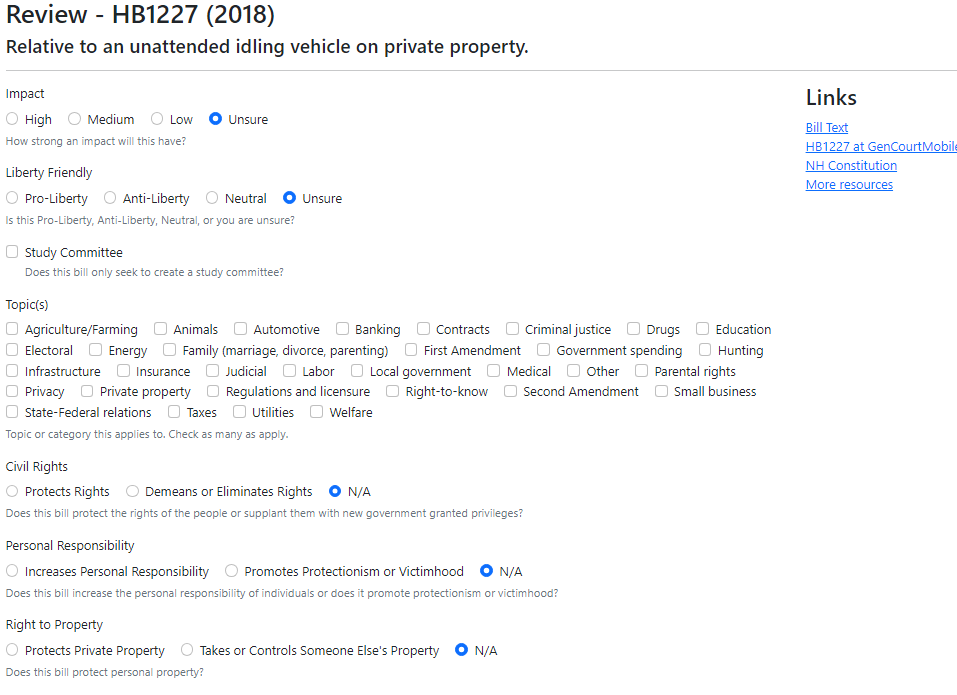 Review - HB1227 (2018)
Relative to an unattended idling vehicle on private property.
Impact
High Medium Low Unsure
How strong an impact will this have?
Liberty Friendly
Pro-Liberty Anti-Liberty Neutral Unsure
Is this Pro-Liberty, Anti-Liberty, Neutral, or you are unsure?
Study Committee
Does this bill only seek to create a study committee?
Topic(s)
Agriculture/Farming Animals Automotive Banking Contracts Criminal justice Drugs Education
Electoral Energy Family (marriage, divorce, parenting) First Amendment Government spending Hunting
Infrastructure Insurance Judicial Labor Local government Medical Other Parental rights
Privacy Private property Regulations and licensure Right-to-know Second Amendment Small business
State-Federal relations Taxes Utilities Welfare
Topic or category this applies to. Check as many as apply.
Civil Rights
Protects Rights Demeans or Eliminates Rights N/A
Does this bill protect the rights of the people or supplant them with new government granted privileges?
Personal Responsibility
Increases Personal Responsibility Promotes Protectionism or Victimhood N/A
Does this bill increase the personal responsibility of individuals or does it promote protectionism or victimhood?
Right to Property
Protects Private Property Takes or Controls Someone Else's Property N/A
Does this bill protect personal property?
Links
Bill Text
HB1227 at GenCourtMobile
NH Constitution
More resources